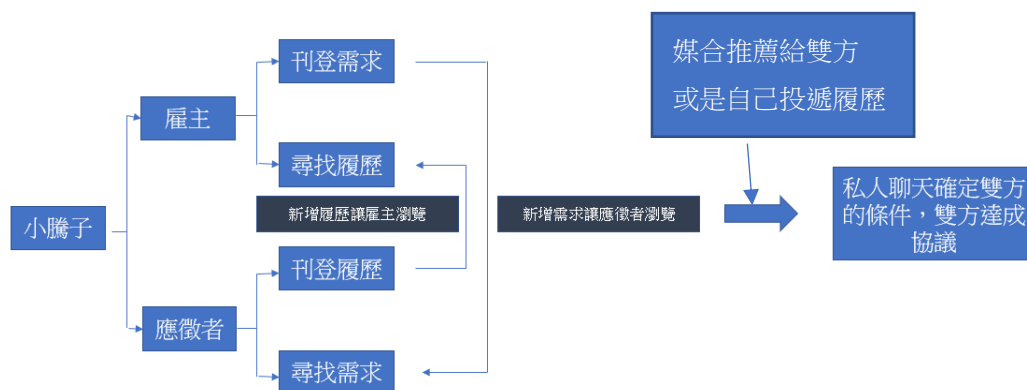 刊登需求
媒合推薦給雙方
或是自己投遞履歷
雇主
尋找履歷
新增履歷讓雇主瀏覽
新增需求讓應徵者瀏覽
私人聊天確定雙方
的條件，雙方達成
協議
小騰子
刊登履歷
應徵者
尋找需求